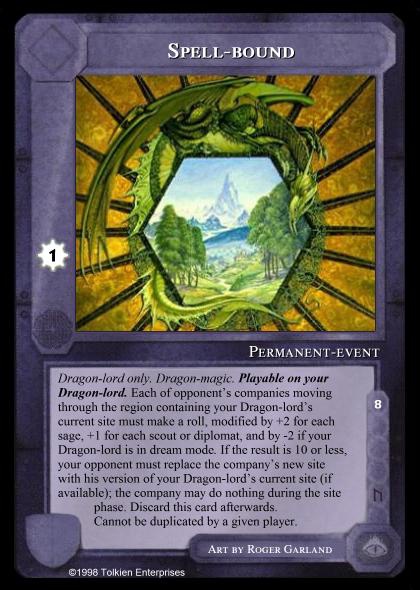 SPELL-BOUND
1
PERMANENT-EVENT
Dragon-lord only. Dragon-magic. Playable on your
Dragon-lord. Each of opponent's companies moving
through the region containing your Dragon-lord's
current site must make a roll, modified by +2 for each
sage, +1 for each scout or diplomat, and by -2 if your
Dragon-lord is in dream mode. If the result is 10 or less,
your opponent must replace the company's new site
with his version of your Dragon-lord's current site (if
available); the company may do nothing during the site
phase. Discard this card afterwards.
Cannot be duplicated by a given player.
8
ART BY ROGER GARLAND
©1998 Tolkien Enterprises